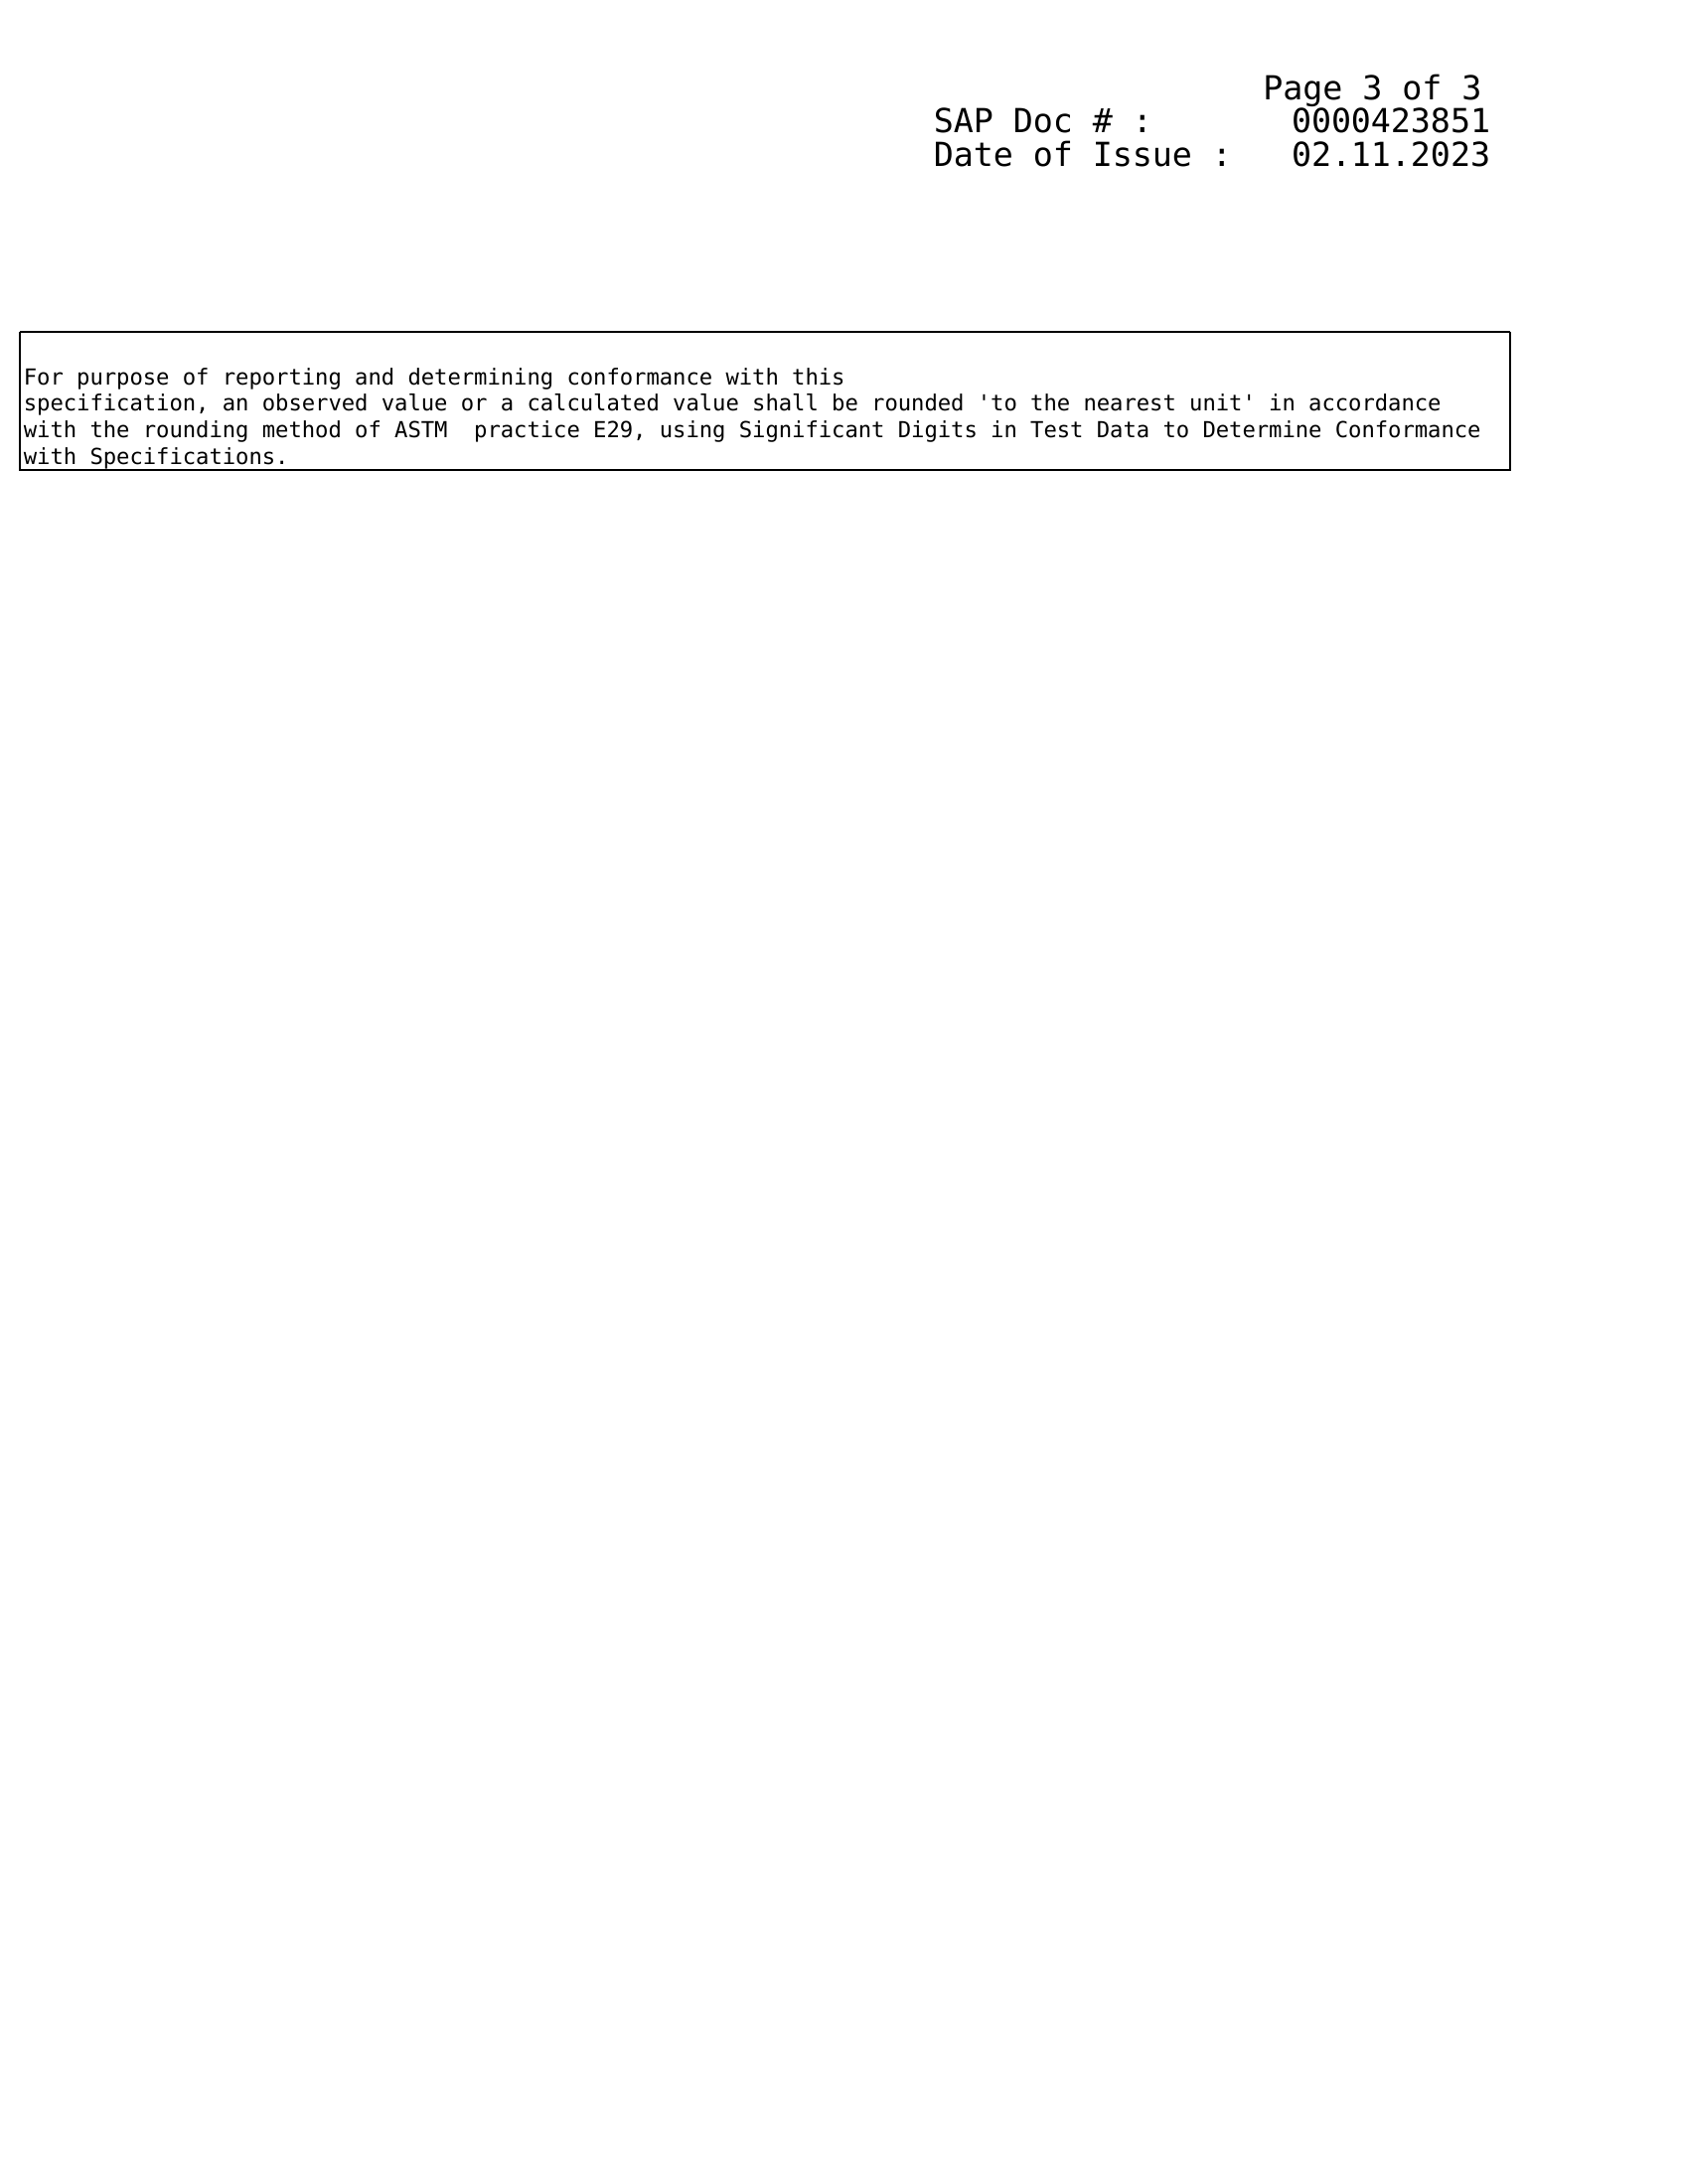 Page 3 of 3
SAP Doc # : 0000423851
Date of Issue : 02.11.2023
For purpose of reporting and determining conformance with this
specification, an observed value or a calculated value shall be rounded 'to the nearest unit' in accordance
with the rounding method of ASTM  practice E29, using Significant Digits in Test Data to Determine Conformance
with Specifications.